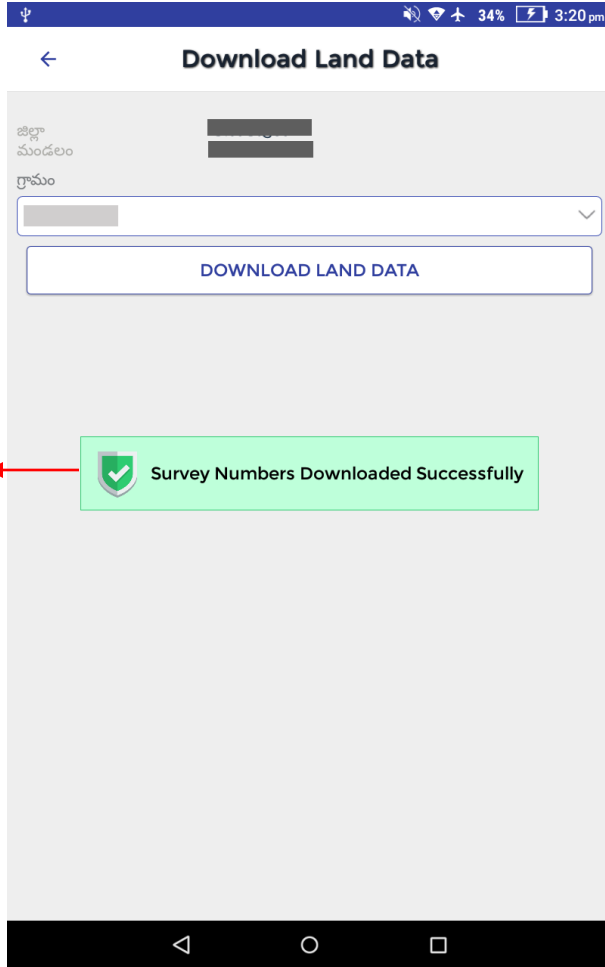 34% 3:20 pm
Download Land Data
జిల్లా
మండలం
గ్రామం
DOWNLOAD LAND DATA
Survey Numbers Downloaded Successfully